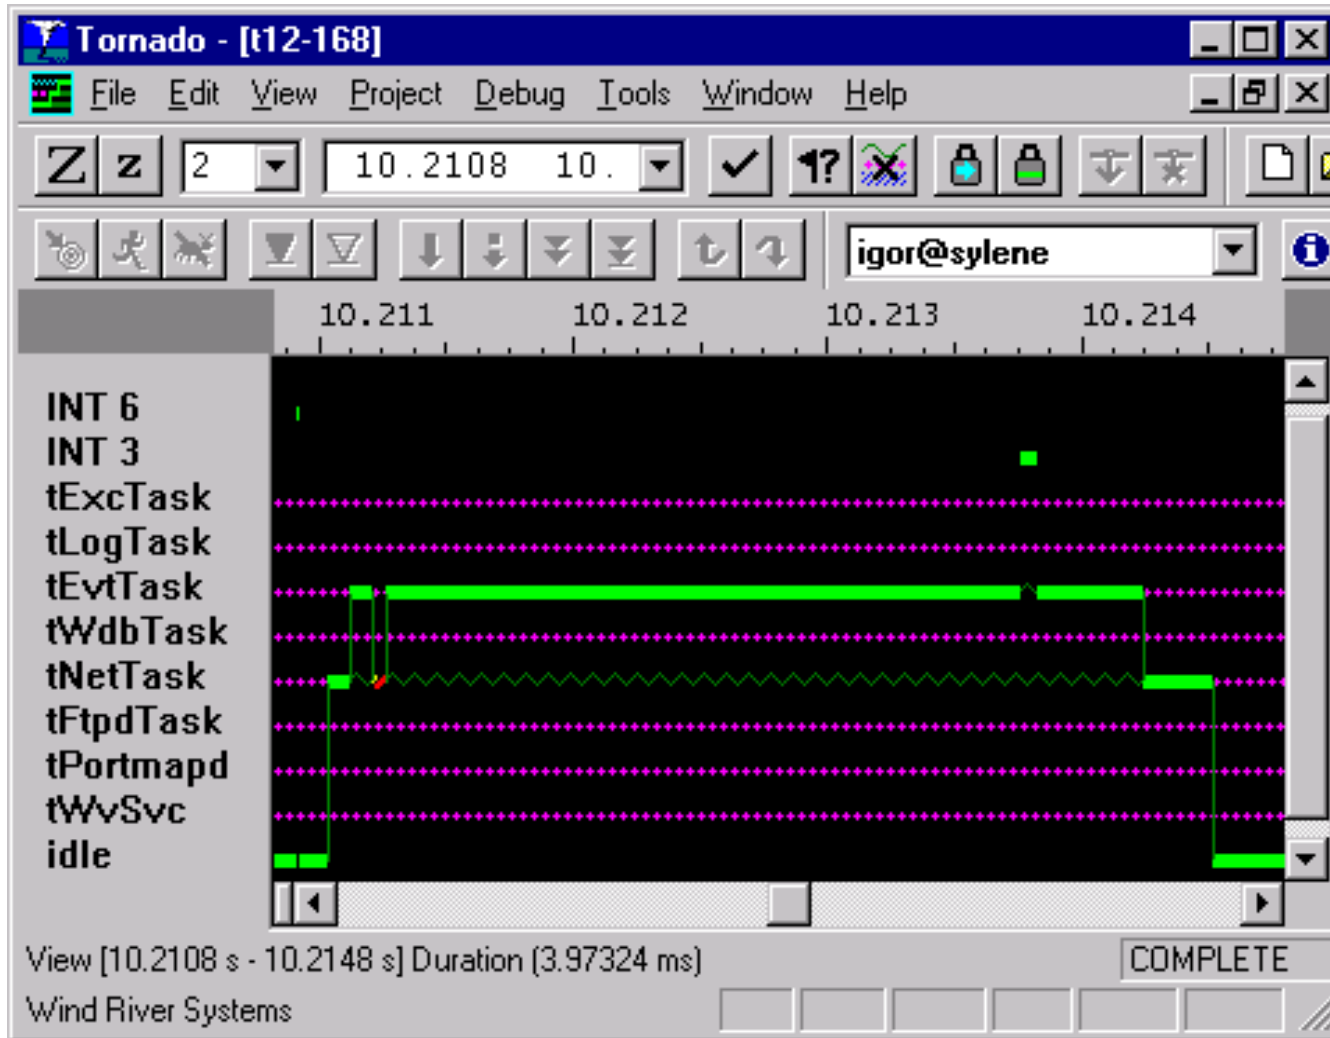 Tornado - [t12-168]
File Edit View Project Debug Tools Window Help
Z z 2 10.2108 10.
igor@sylene
10.211 10.212 10.213 10.214
INT 6
INT 3
tExcTask
tLogTask
tEvtTask
tWdbTask
tNetTask
tFtpdTask
tPortmapd
tWvSvc
idle
View [10.2108 s - 10.2148 s] Duration (3.97324 ms) COMPLETE
Wind River Systems